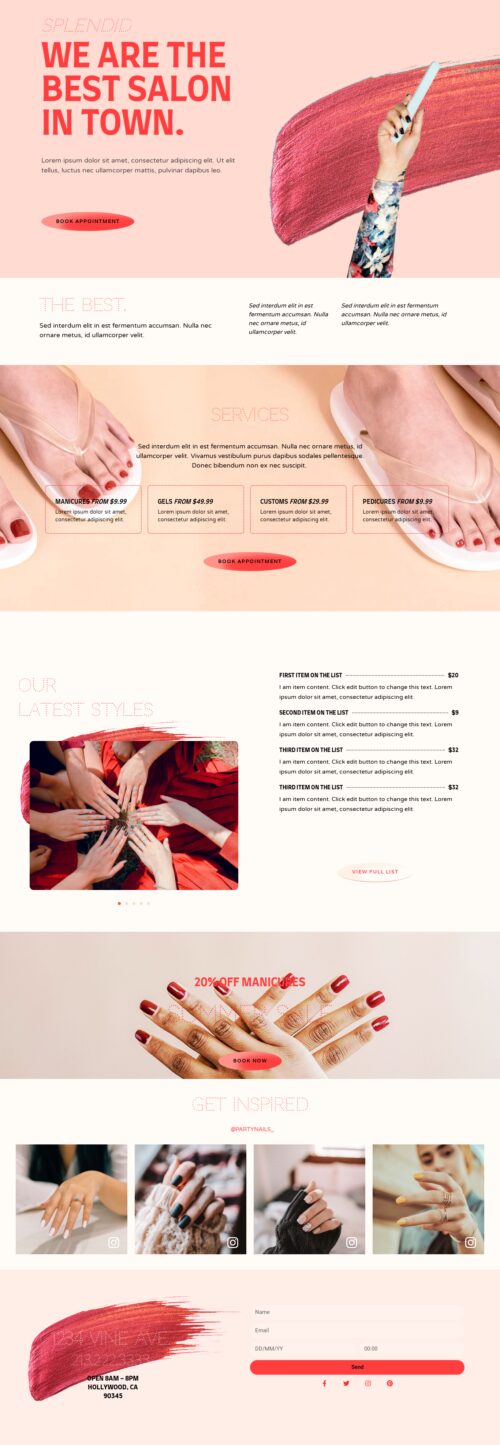 SPLENDID
WE ARE THE
BEST SALON
IN TOWN.
Lorem ipsum dolor sit amet, consectetur adipiscing elit. Ut elit
tellus, luctus nec ullamcorper mattis, pulvinar dapibus leo.
BOOK APPOINTMENT
THE BEST.
Sed interdum elit in est fermentum accumsan. Nulla nec
ornare metus, id ullamcorper velit.
Sed interdum elit in est
fermentum accumsan. Nulla
nec ornare metus, id
ullamcorper velit.
Sed interdum elit in est fermentum
accumsan. Nulla nec ornare metus, id
ullamcorper velit.
SERVICES
Sed interdum elit in est fermentum accumsan. Nulla nec ornare metus, id
ullamcorper velit. Vivamus vestibulum purus dapibus sodales pellentesque.
Donec bibendum non ex nec suscipit.
MANICURES FROM $9.99
Lorem ipsum dolor sit amet,
consectetur adipiscing elit.
GELS FROM $49.99
Lorem ipsum dolor sit amet,
consectetur adipiscing elit.
CUSTOMS FROM $29.99
Lorem ipsum dolor sit amet,
consectetur adipiscing elit.
PEDICURES FROM $9.99
Lorem ipsum dolor sit amet,
consectetur adipiscing elit.
BOOK APPOINTMENT
OUR
LATEST STYLES
FIRST ITEM ON THE LIST $20
I am item content. Click edit button to change this text. Lorem
ipsum dolor sit amet, consectetur adipiscing elit.
SECOND ITEM ON THE LIST $9
I am item content. Click edit button to change this text. Lorem
ipsum dolor sit amet, consectetur adipiscing elit.
THIRD ITEM ON THE LIST $32
I am item content. Click edit button to change this text. Lorem
ipsum dolor sit amet, consectetur adipiscing elit.
THIRD ITEM ON THE LIST $32
I am item content. Click edit button to change this text. Lorem
ipsum dolor sit amet, consectetur adipiscing elit.
VIEW FULL LIST
20% OFF MANICURES
SUMMER SALE
BOOK NOW
GET INSPIRED
@PARTYNAILS_
1234 VINE AVE
OPEN 8AM – 8PM
HOLLYWOOD, CA
90345
Name
Email
DD/MM/YY
00:00
Send